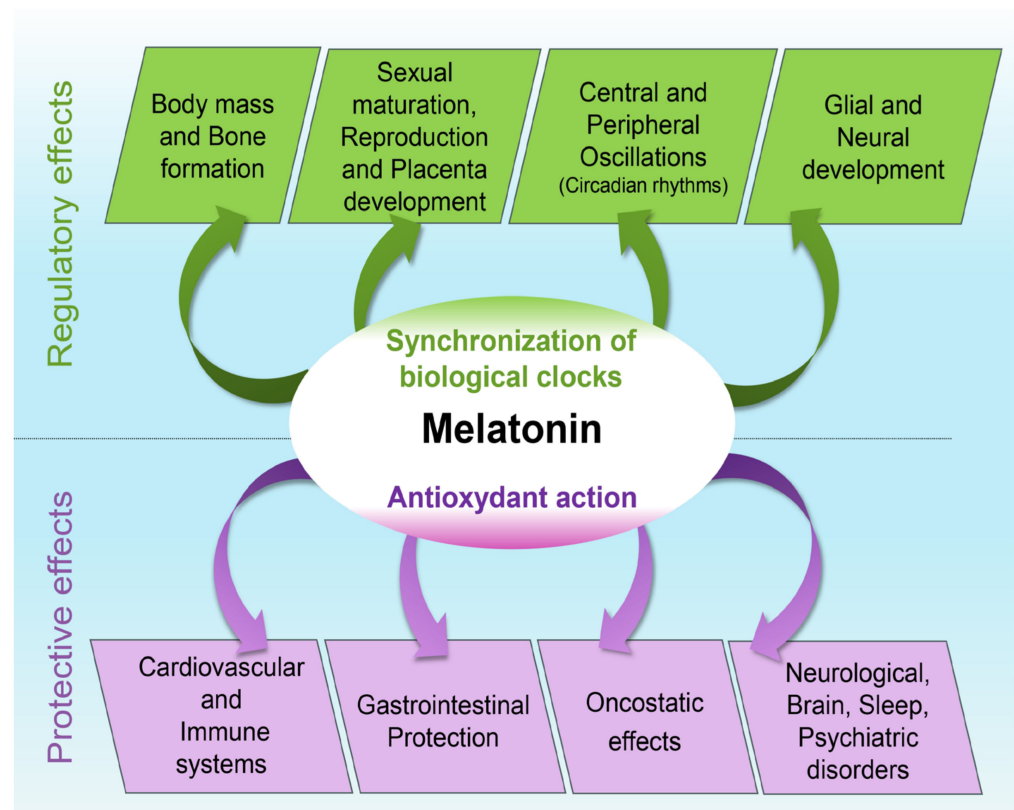 Regulatory effects
Body mass
and Bone
formation
Sexual
maturation,
Reproduction
and Placenta
development
Central and
Peripheral
Oscillations
(Circadian rhythms)
Glial and
Neural
development
Synchronization of
biological clocks
Melatonin
Antioxydant action
Protective effects
Cardiovascular
and
Immune
systems
Gastrointestinal
Protection
Oncostatic
effects
Neurological,
Brain, Sleep,
Psychiatric
disorders